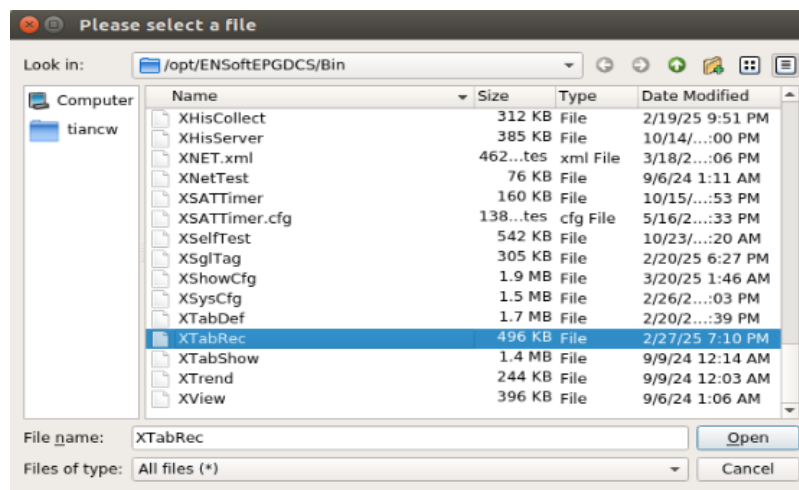 Please select a file
Look in: /opt/ENSoftEPGDCS/Bin
Computer
tiancw
Name Size Type Date Modified
XHisCollect 312 KB File 2/19/25 9:51 PM
XHisServer 385 KB File 10/14/...:00 PM
XNET.xml 462...tes xml File 3/18/2...:06 PM
XNetTest 76 KB File 9/6/24 1:11 AM
XSATTimer 160 KB File 10/15/...:53 PM
XSATTimer.cfg 138...tes cfg File 5/16/2...:33 PM
XSelfTest 542 KB File 10/23/...:20 AM
XSglTag 305 KB File 2/20/25 6:27 PM
XShowCfg 1.9 MB File 3/20/25 1:46 AM
XSysCfg 1.5 MB File 2/26/2...:03 PM
XTabDef 1.7 MB File 2/20/2...:39 PM
XTabRec 496 KB File 2/27/25 7:10 PM
XTabShow 1.4 MB File 9/9/24 12:14 AM
XTrend 244 KB File 9/9/24 12:03 AM
XView 396 KB File 9/6/24 1:06 AM
File name: XTabRec Open
Files of type: All files (*) Cancel